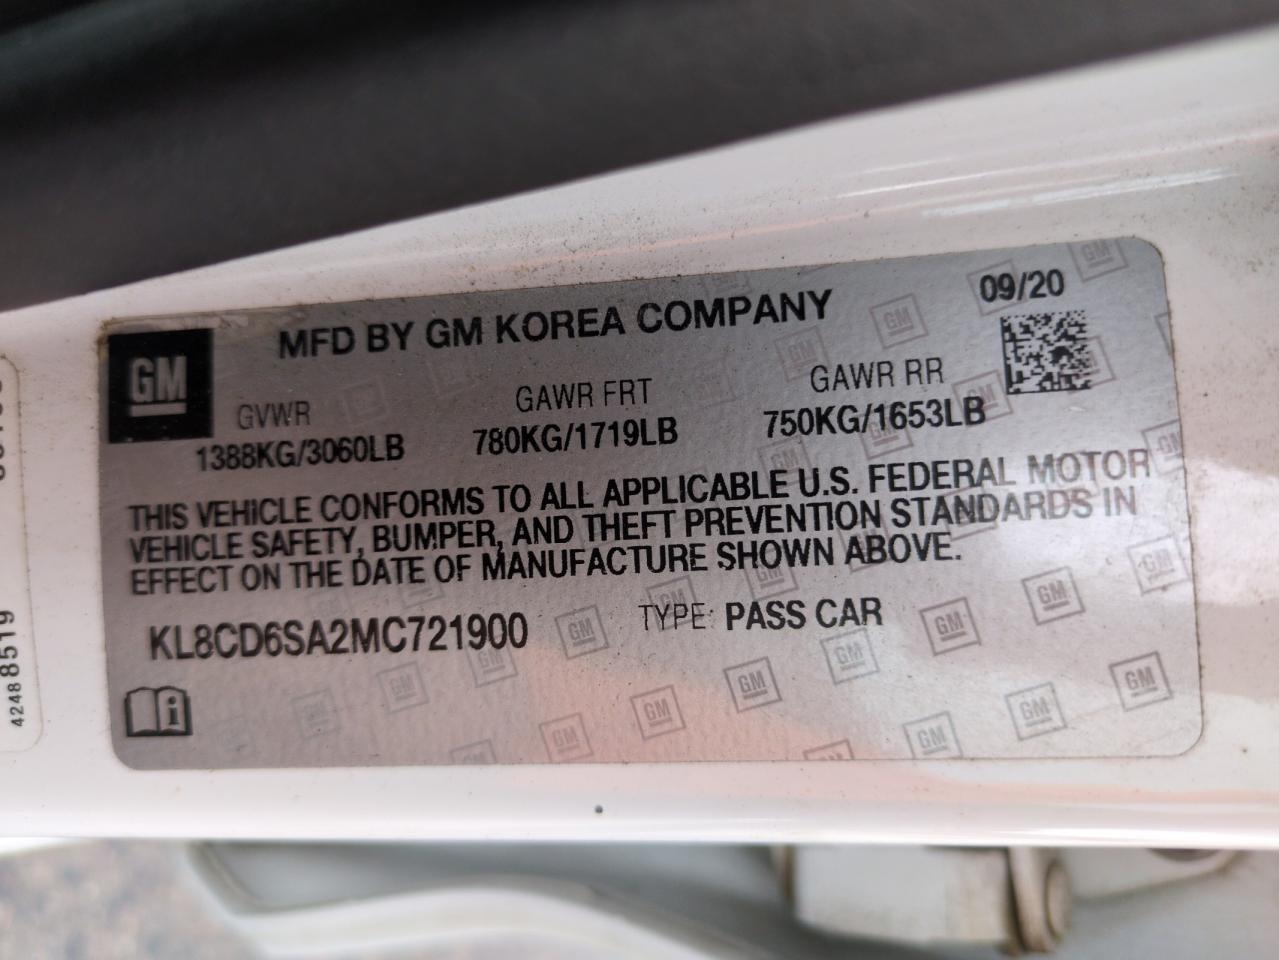 MFD BY GM KOREA COMPANY
09/20
GM
GVWR
GAWR FRT
GAWR RR
1388KG/3060LB
780KG/1719LB
750KG/1653LB
THIS VEHICLE CONFORMS TO ALL APPLICABLE U.S. FEDERAL MOTOR
VEHICLE SAFETY, BUMPER, AND THEFT PREVENTION STANDARDS IN
EFFECT ON THE DATE OF MANUFACTURE SHOWN ABOVE.
KL8CD6SA2MC721900
TYPE: PASS CAR
42488519